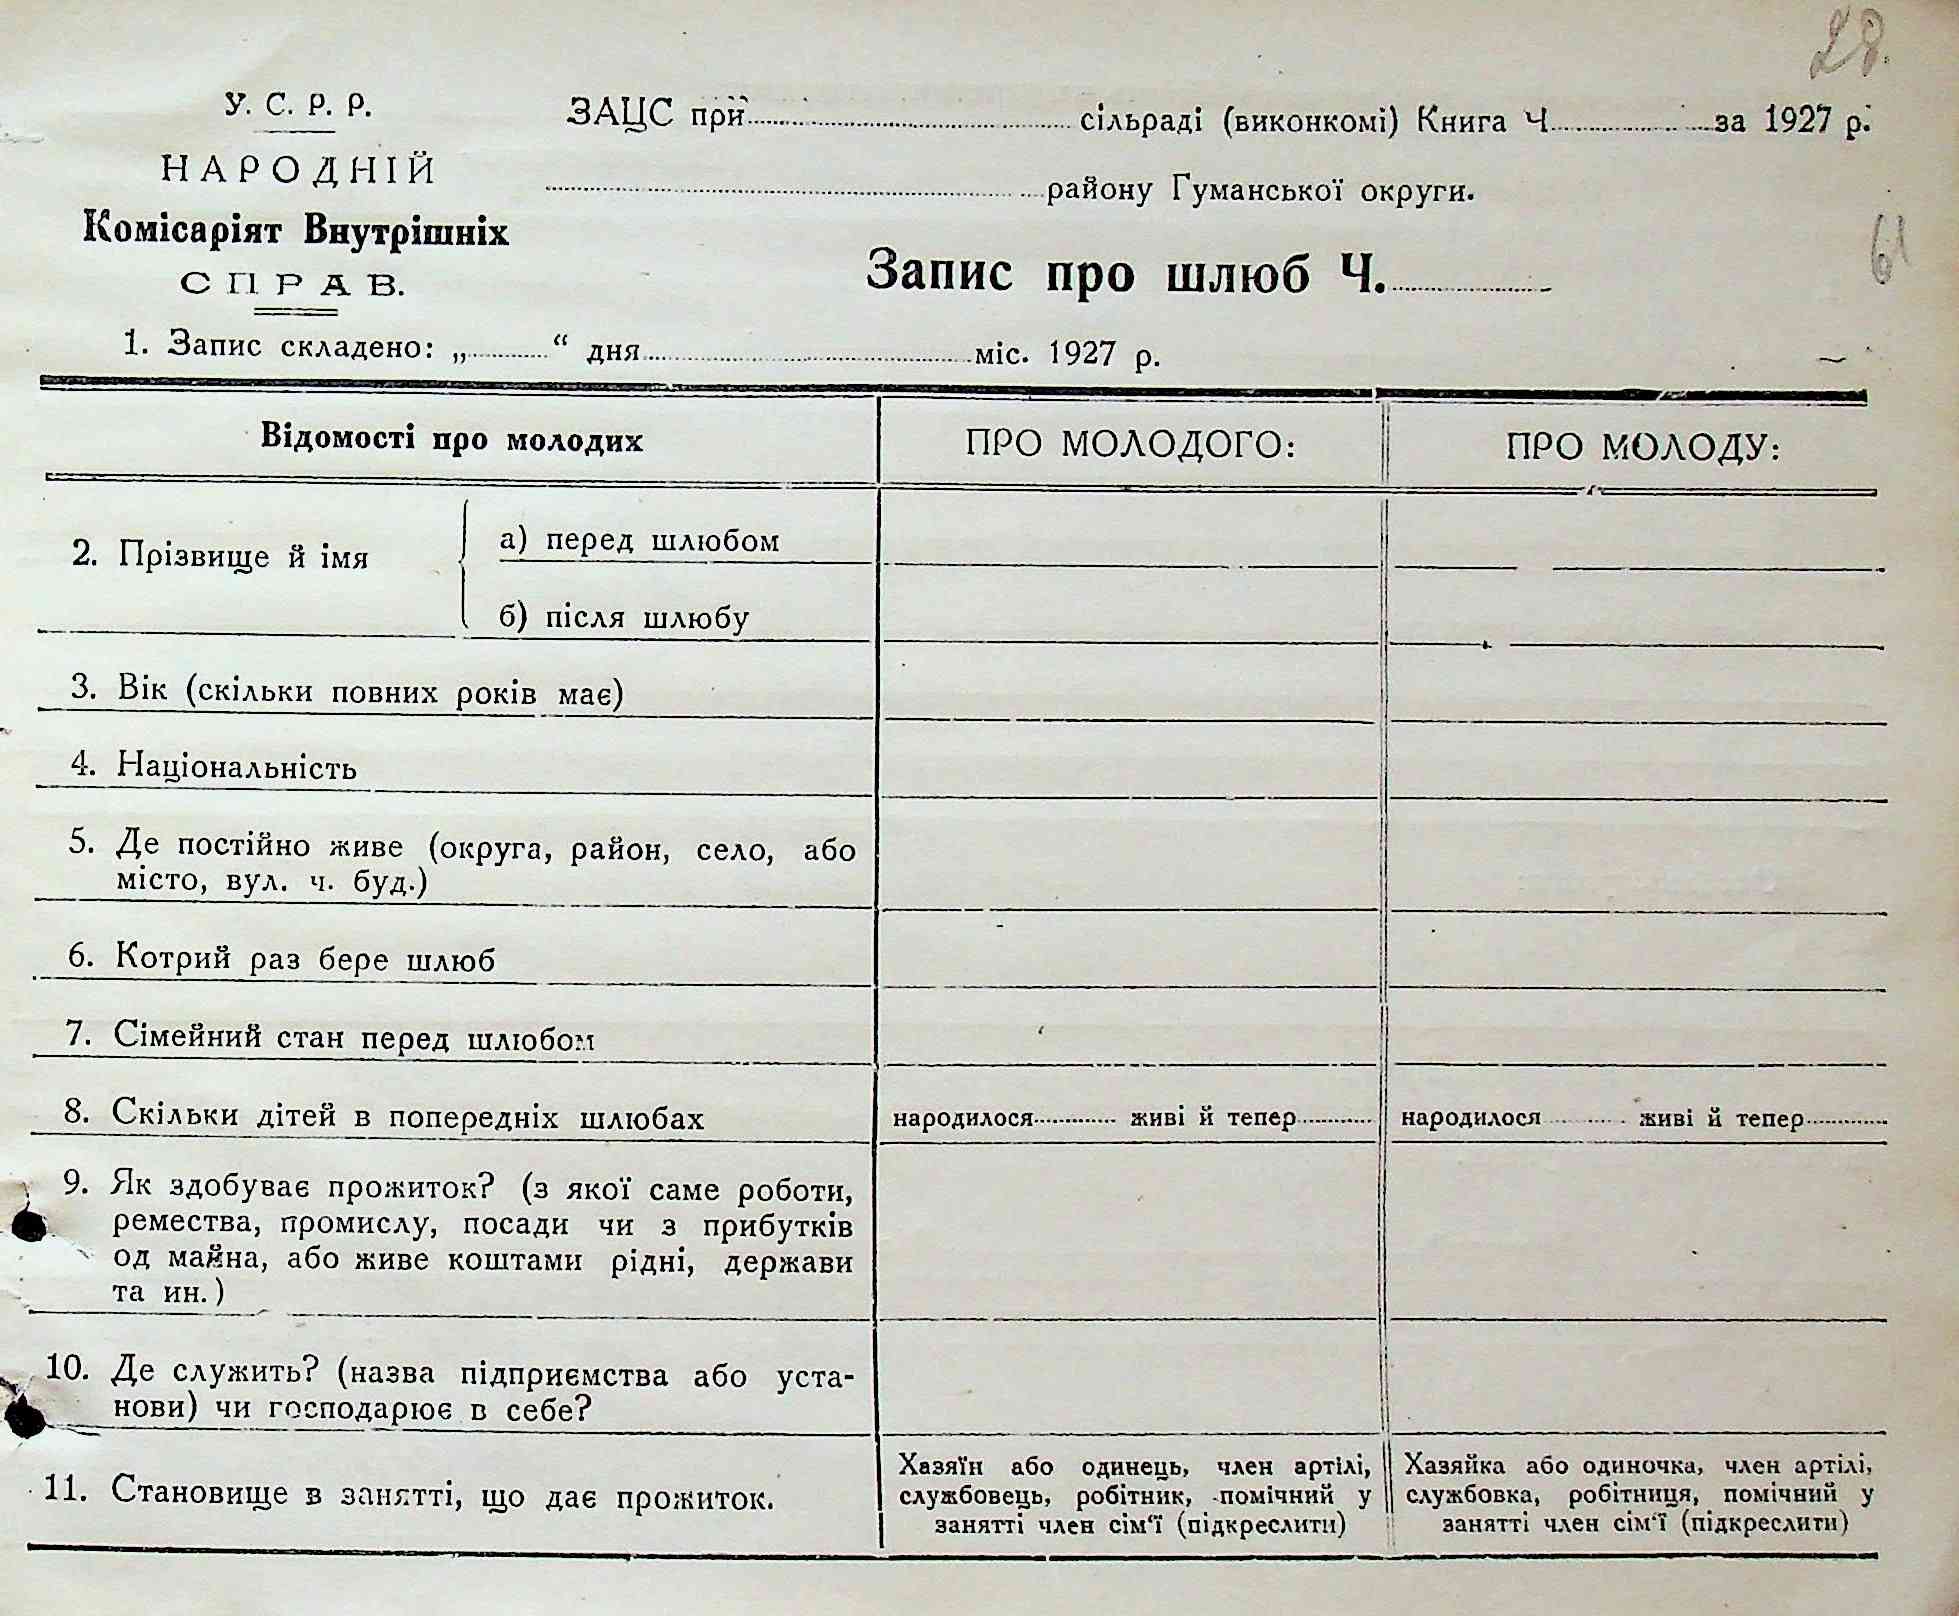 28.
У. С. Р. Р.
НАРОДНІЙ
Комісаріят Внутрішніх
СПРАВ.
ЗАЦС при сільраді (виконкомі) Книга Ч за 1927 р.
району Гуманської округи.
61
Запис про шлюб Ч.
1. Запис складено: „ “ дня міс. 1927 р.
Відомості про молодих ПРО МОЛОДОГО: ПРО МОЛОДУ:
2. Прізвище й імя
а) перед шлюбом
б) після шлюбу
3. Вік (скільки повних років має)
4. Національність
5. Де постійно живе (округа, район, село, або
місто, вул. ч. буд.)
6. Котрий раз бере шлюб
7. Сімейний стан перед шлюбом
8. Скільки дітей в попередніх шлюбах народилося живі й тепер народилося живі й тепер
9. Як здобуває прожиток? (з якої саме роботи,
ремества, промислу, посади чи з прибутків
од майна, або живе коштами рідні, держави
та ин.)
10. Де служить? (назва підприємства або уста-
нови) чи господарює в себе?
11. Становище в занятті, що дає прожиток.
Хазяїн або одинець, член артілі,
службовець, робітник, помічний у
занятті член сім‘ї (підкреслити)
Хазяйка або одиночка, член артілі,
службовка, робітниця, помічний у
занятті член сім‘ї (підкреслити)